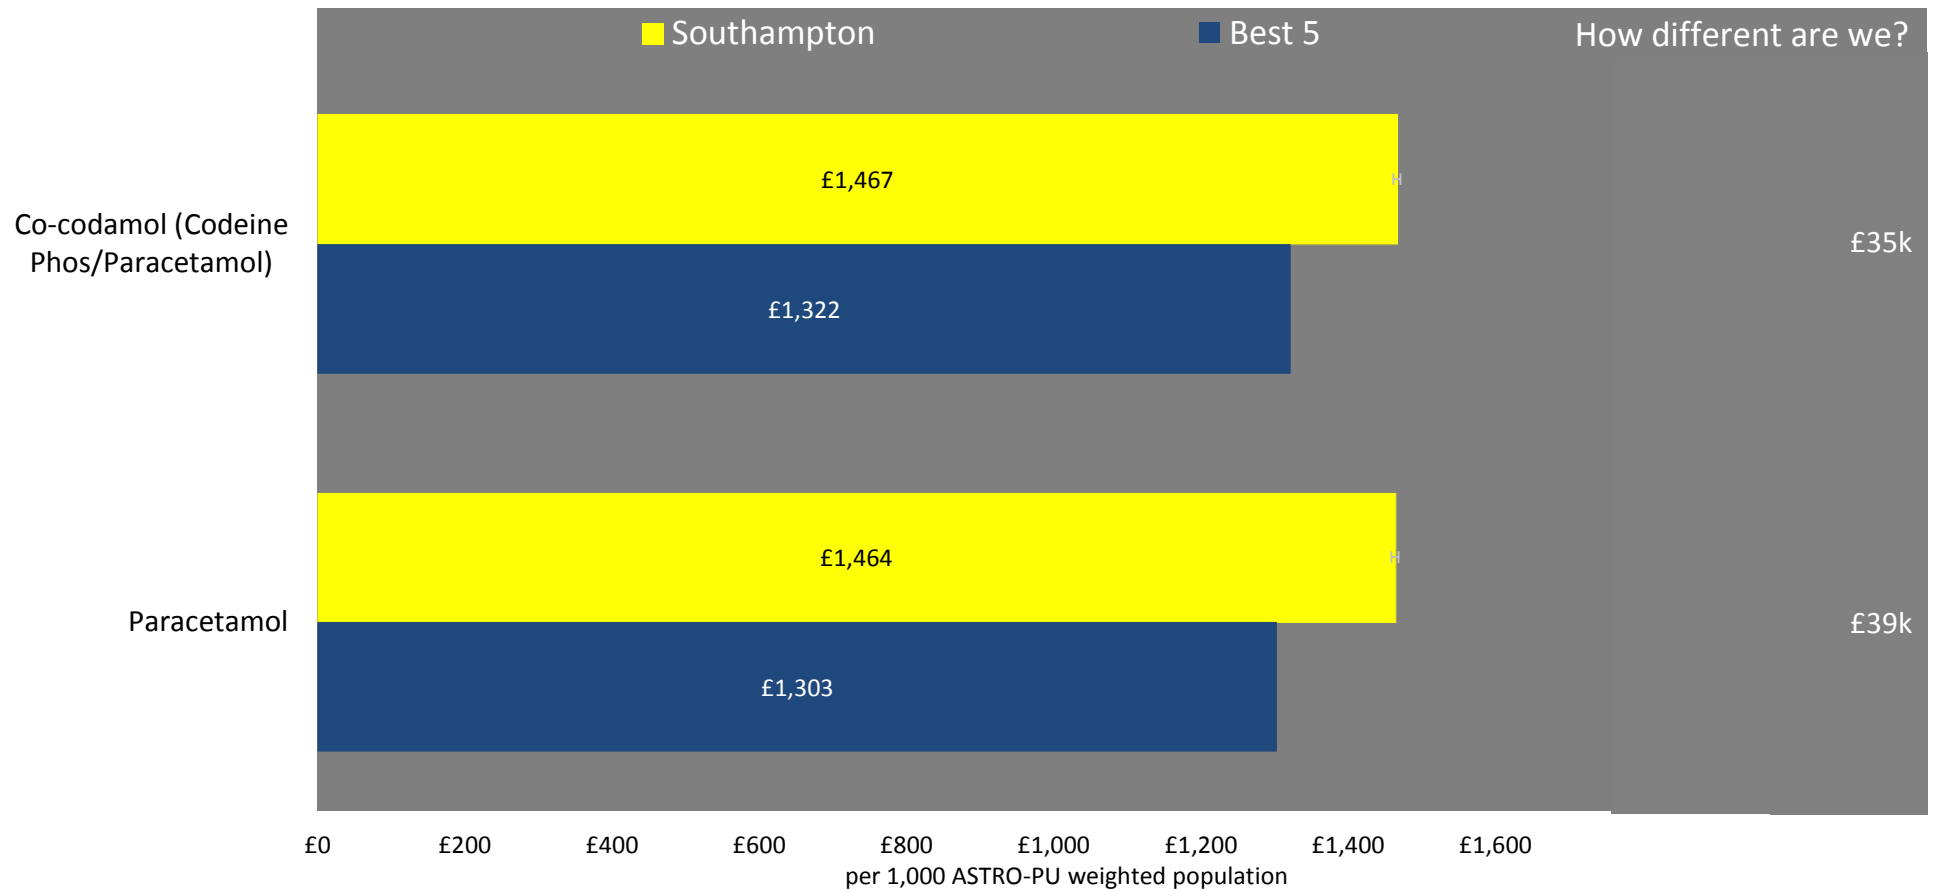 Southampton
Best 5
How different are we?
Co-codamol (Codeine
Phos/Paracetamol)
£1,467
£1,322
£35k
Paracetamol
£1,464
£1,303
£39k
£0 £200 £400 £600 £800 £1,000 £1,200 £1,400 £1,600
per 1,000 ASTRO-PU weighted population